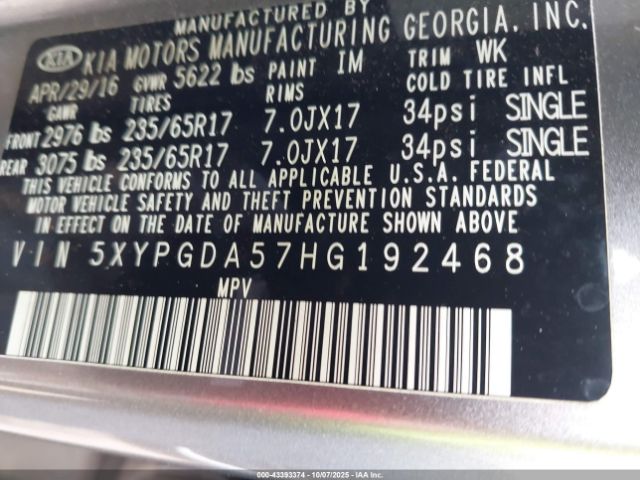 MANUFACTURED BY
KIA KIA MOTORS MANUFACTURING GEORGIA, INC.
APR/29/16 GVWR 5622 lbs PAINT IM TRIM WK
GAWR TIRES RIMS COLD TIRE INFL
FRONT 2976 lbs 235/65R17 7.0JX17 34psi SINGLE
REAR 3075 lbs 235/65R17 7.0JX17 34psi SINGLE
THIS VEHICLE CONFORMS TO ALL APPLICABLE U.S.A. FEDERAL
MOTOR VEHICLE SAFETY AND THEFT PREVENTION STANDARDS
IN EFFECT ON THE DATE OF MANUFACTURE SHOWN ABOVE
VIN 5XYPGDA57HG192468
MPV
000-43393374 | 10/07/2025 | IAA Inc.